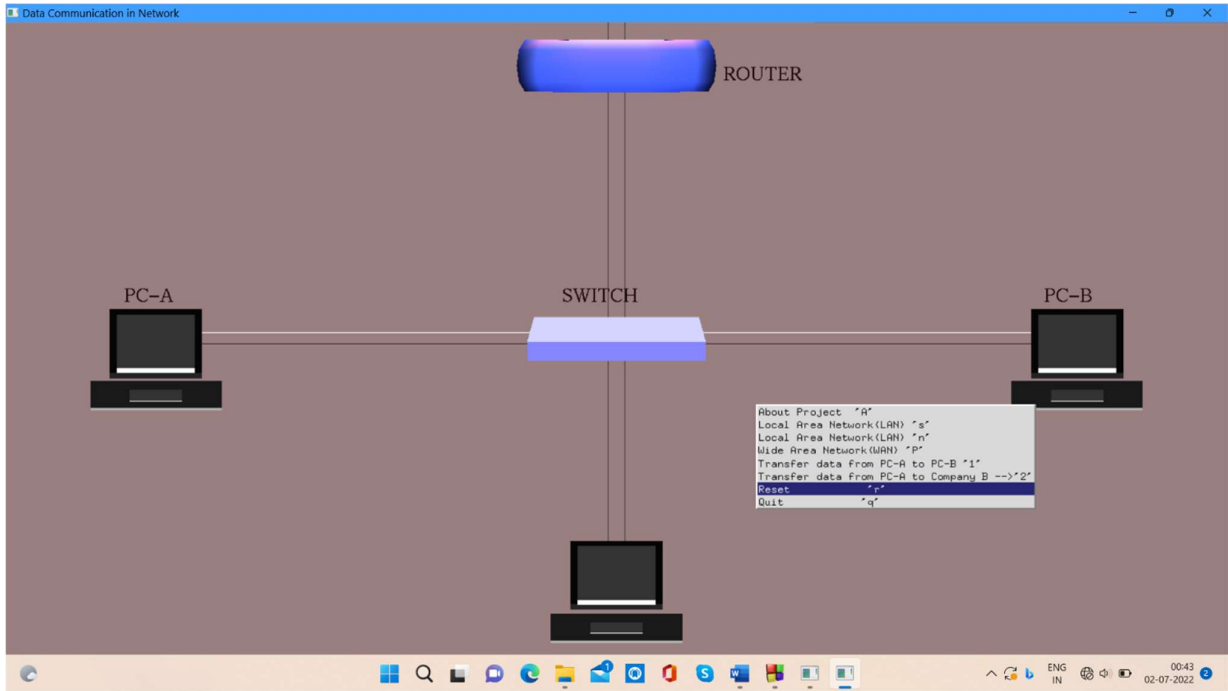 Data Communication in Network
ROUTER
PC-A
SWITCH
PC-B
About Project "A"
Local Area Network(LAN) "s"
Local Area Network(LAN) "n"
Wide Area Network(WAN) "P"
Transfer data from PC-A to PC-B "1"
Transfer data from PC-A to Company B -->"2"
Reset "r"
Quit "q"
ENG
IN
00:43
02-07-2022
2
1